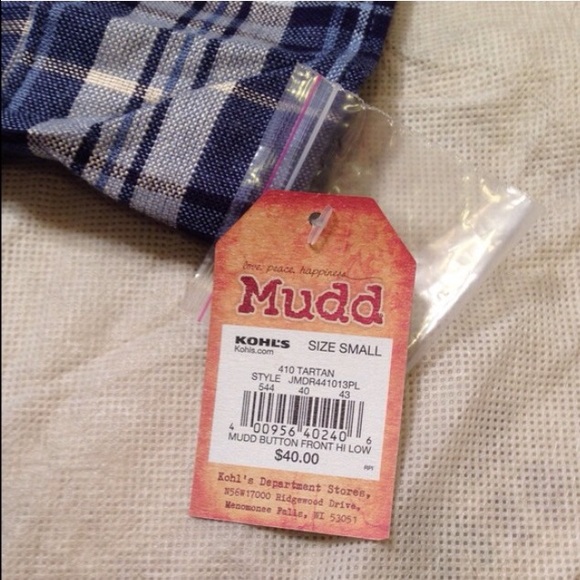 love, peace, happiness
Mudd
KOHL'S SIZE SMALL
Kohls.com
410 TARTAN
STYLE JMDR441013PL
544 40 43
4 00956 40240 6
MUDD BUTTON FRONT HI LOW
$40.00
Kohl's Department Stores,
N56W17000 Ridgewood Drive,
Menomonee Falls, WI 53051